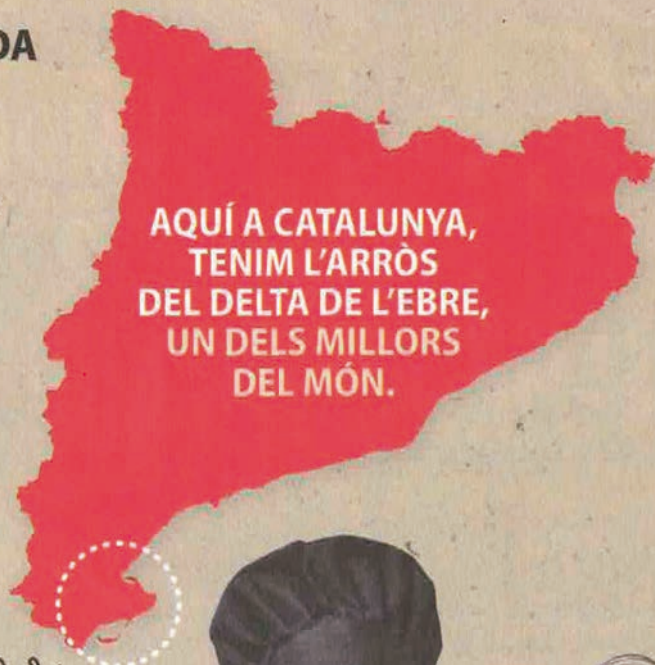 DA
AQUÍ A CATALUNYA,
TENIM L'ARRÒS
DEL DELTA DE L'EBRE,
UN DELS MILLORS
DEL MÓN.